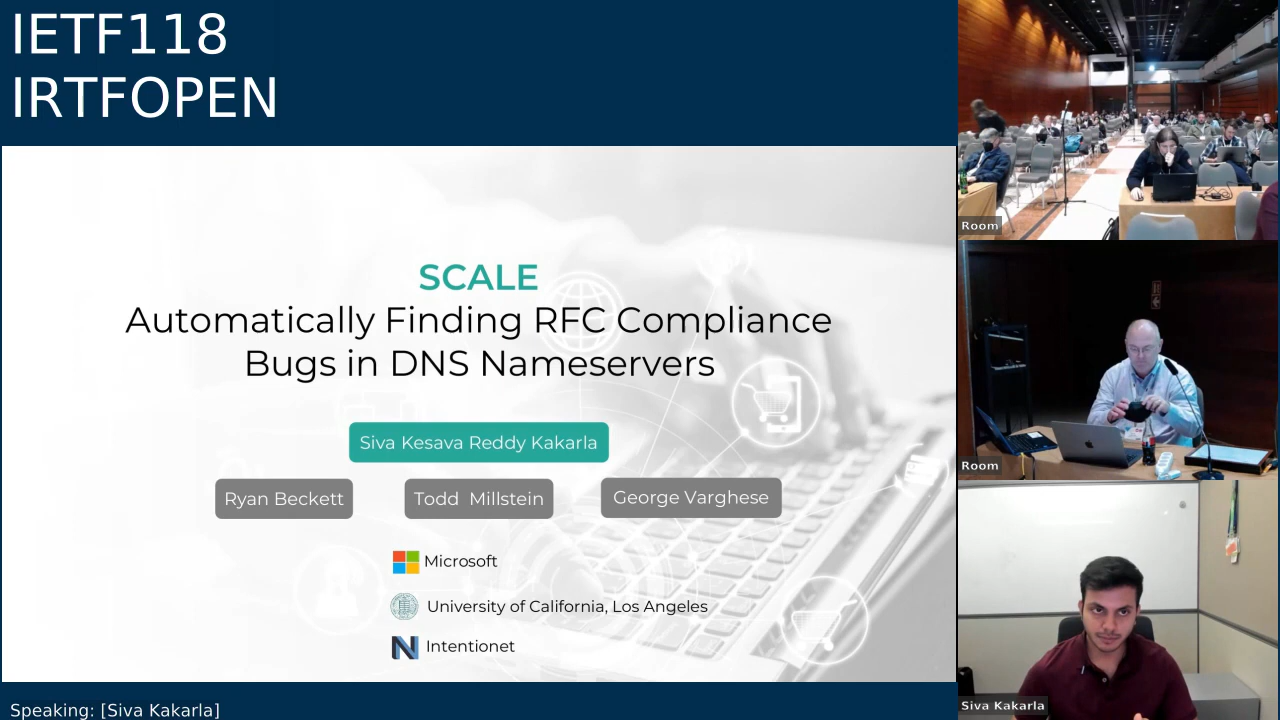 IETF118
IRTFOPEN
SCALE
Automatically Finding RFC Compliance
Bugs in DNS Nameservers
Siva Kesava Reddy Kakarla
Ryan Beckett
Todd Millstein
George Varghese
Microsoft
University of California, Los Angeles
Intentionet
Speaking: [Siva Kakarla]
Room
Room
Siva Kakarla